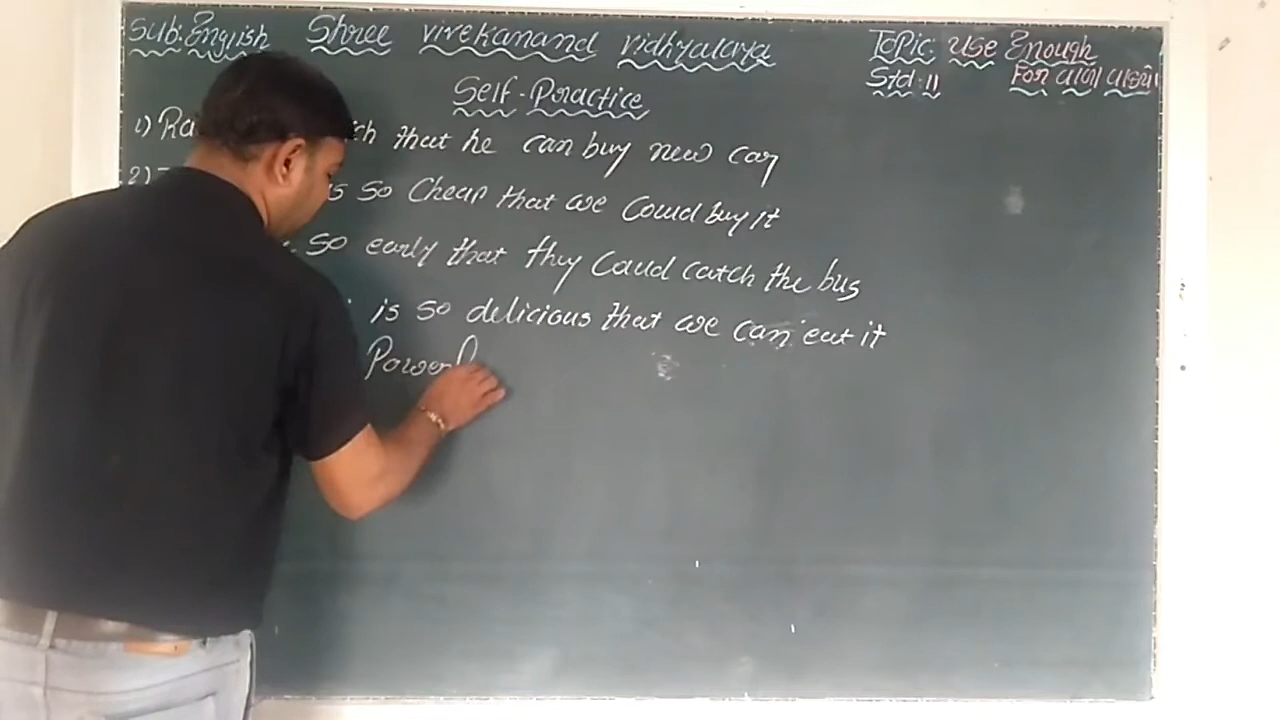 Sub: English Shree vivekanand vidhyalaya Topic: Use Enough
Std: 11 For વાળા વાક્યો
Self-Practice
1) Ra ch that he can buy new car
2) is so Cheap that we Could buy it
so early that they Could catch the bus
is so delicious that we can eat it
Powerf